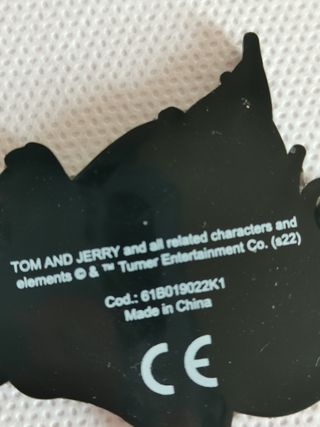 TOM AND JERRY and all related characters and
elements © & ™ Turner Entertainment Co. (s22)
Cod.: 61B019022K1
Made in China
CE